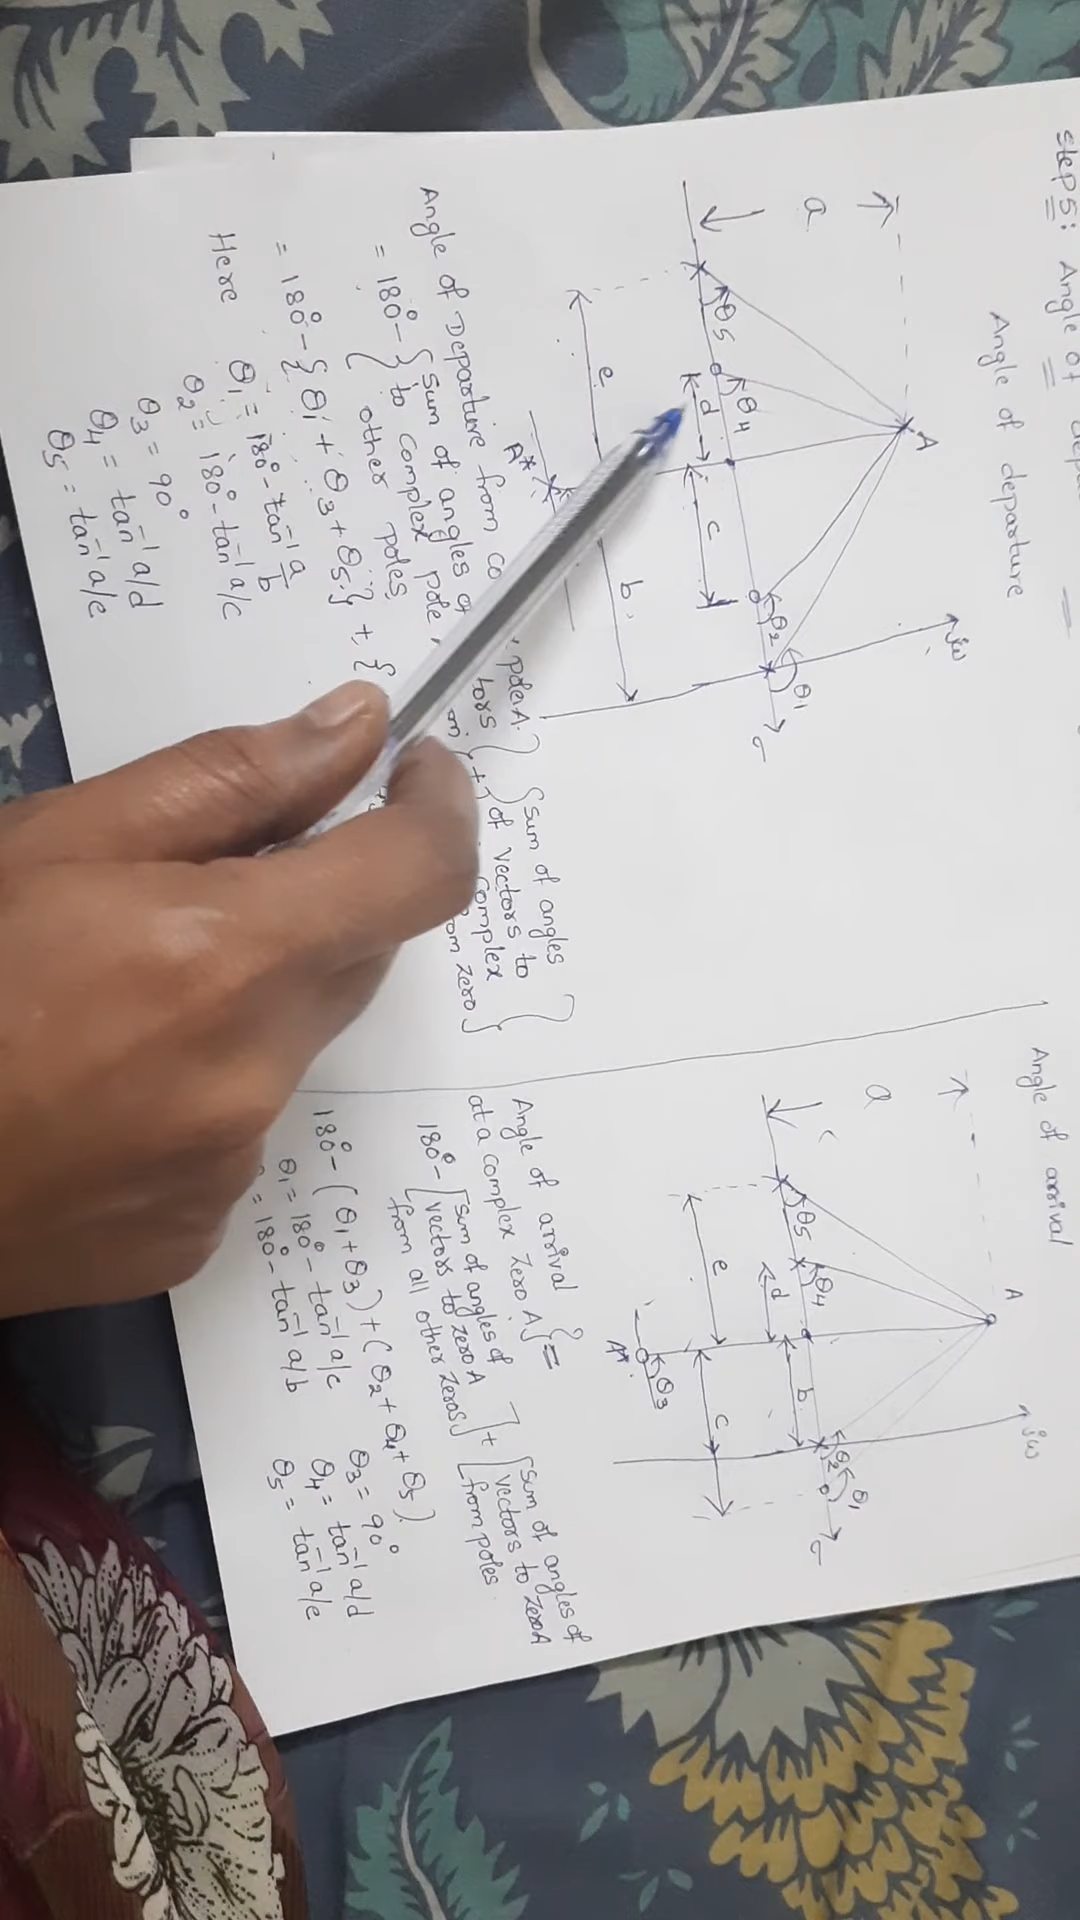 Step 5: Angle of
Angle of departure
A
a
jω
θ5
θ4
θ2
θ1
σ
d
c
e
b
A*
Angle of Departure from pole A.
= 180° - { sum of angles of tors to complex pole other poles } + { sum of angles of vectors to complex zero }
= 180° - { θ1 + θ3 + θ5 } + {
Here θ1 = 180° - tan⁻¹ a/b
θ2 = 180° - tan⁻¹ a/c
θ3 = 90°
θ4 = tan⁻¹ a/d
θ5 = tan⁻¹ a/e
Angle of arrival
A
a
jω
θ5
θ4
θ2
θ1
σ
d
b
e
c
A*
θ3
Angle of arrival
at a complex zero A } =
180° - [ sum of angles of vectors to zero A from all other zeros ] + [ sum of angles of vectors to zero A from poles.
180° - (θ1 + θ3) + (θ2 + θ4 + θ5)
θ1 = 180° - tan⁻¹ a/c θ3 = 90°
= 180° - tan⁻¹ a/b θ4 = tan⁻¹ a/d
θ5 = tan⁻¹ a/e